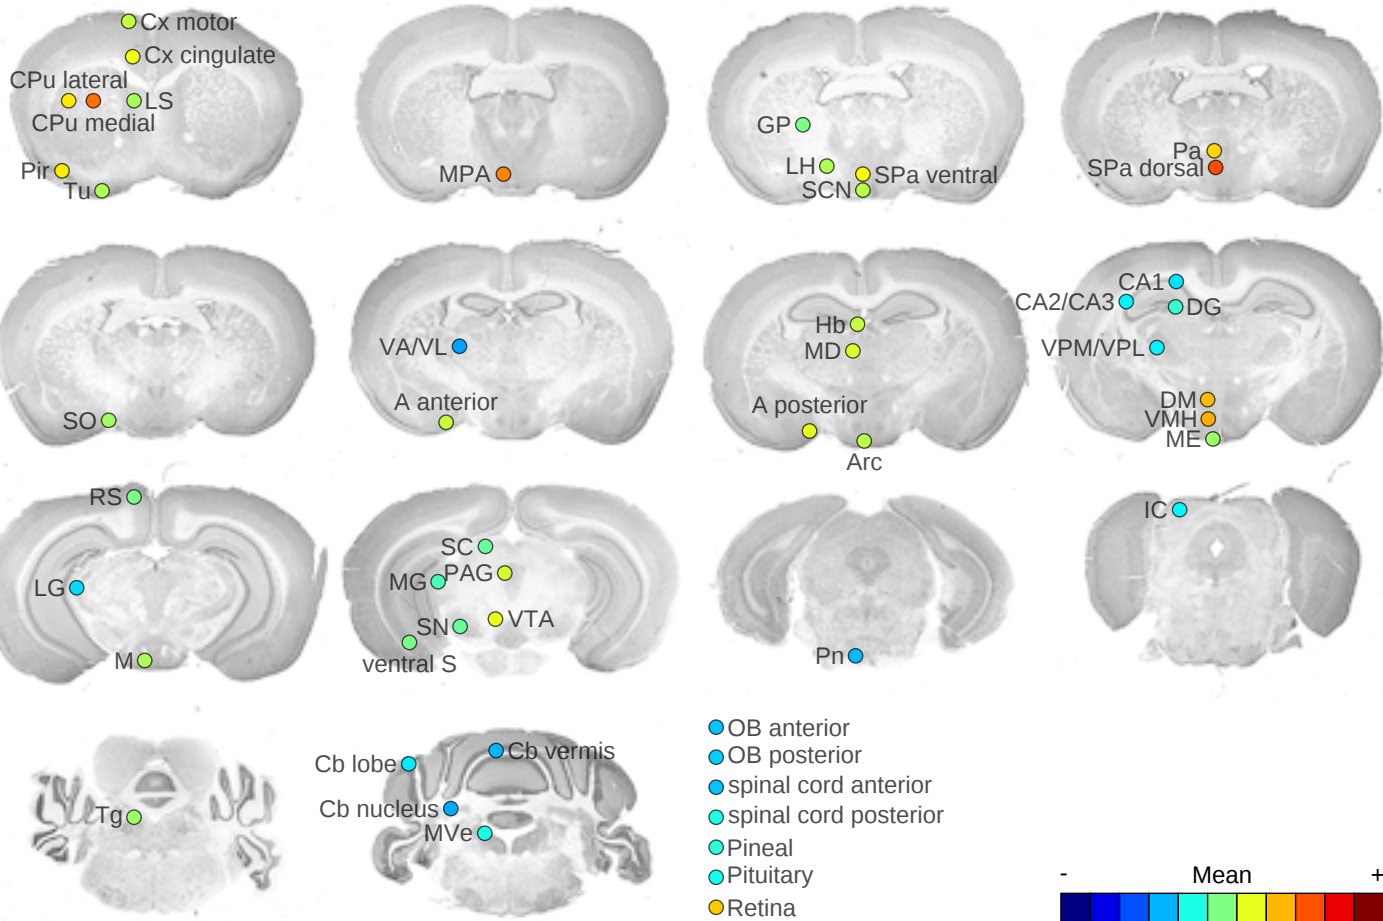 Cx motor
Cx cingulate
CPu lateral
LS
CPu medial
Pir
Tu
MPA
GP
LH
SPa ventral
SCN
Pa
SPa dorsal
SO
VA/VL
A anterior
Hb
MD
A posterior
Arc
CA1
CA2/CA3
DG
VPM/VPL
DM
VMH
ME
RS
LG
M
SC
PAG
MG
VTA
SN
ventral S
Pn
IC
Tg
Cb vermis
Cb lobe
Cb nucleus
MVe
OB anterior
OB posterior
spinal cord anterior
spinal cord posterior
Pineal
Pituitary
Retina
- Mean +